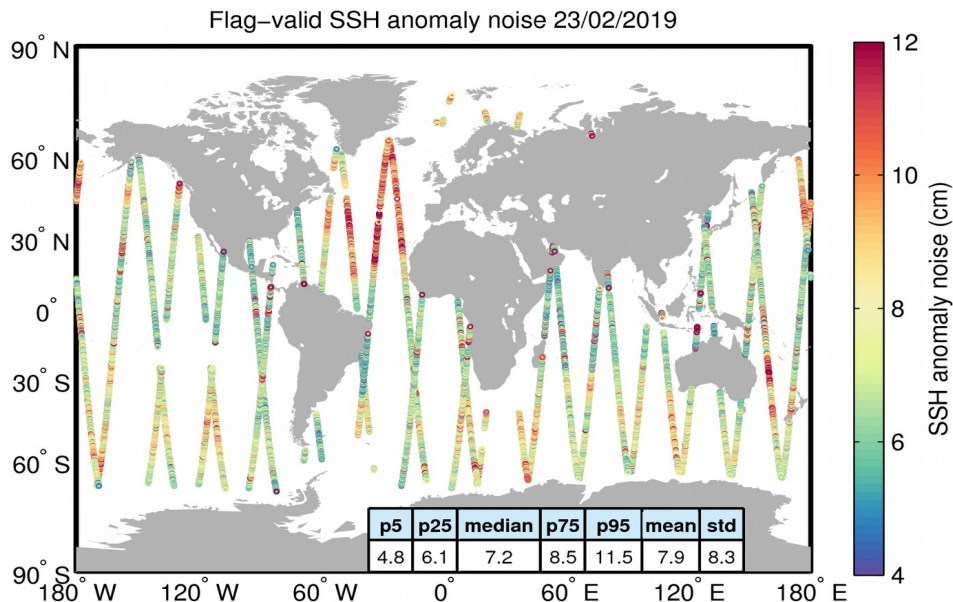 Flag−valid SSH anomaly noise 23/02/2019
90° N
60° N
30° N
0°
30° S
60° S
90° S
180° W
120° W
60° W
0°
60° E
120° E
180° E
p5 p25 median p75 p95 mean std
4.8 6.1 7.2 8.5 11.5 7.9 8.3
12
10
8
6
4
SSH anomaly noise (cm)